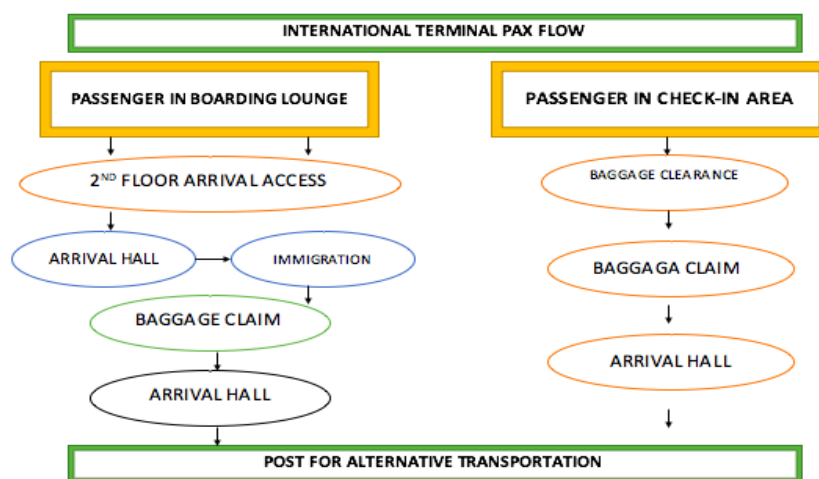 INTERNATIONAL TERMINAL PAX FLOW
PASSENGER IN BOARDING LOUNGE
PASSENGER IN CHECK-IN AREA
2ND FLOOR ARRIVAL ACCESS
BAGGAGE CLEARANCE
ARRIVAL HALL
IMMIGRATION
BAGGAGA CLAIM
BAGGAGE CLAIM
ARRIVAL HALL
ARRIVAL HALL
POST FOR ALTERNATIVE TRANSPORTATION